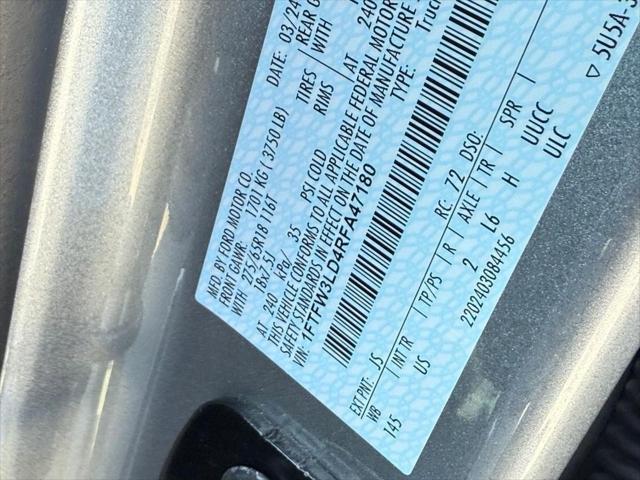 MFD. BY FORD MOTOR CO.
DATE: 03/24
FRONT GAWR: 1701 KG ( 3750 LB)
REAR G
WITH 275/65R18 116T TIRES WITH
18x7.5J RIMS
AT 240 kPa/ 35 PSI COLD AT 240
THIS VEHICLE CONFORMS TO ALL APPLICABLE FEDERAL MOTOR
SAFETY STANDARDS IN EFFECT ON THE DATE OF MANUFACTURE
VIN: 1FTFW3LD4RFA47180 TYPE:
EXT PNT: JS RC: 72 DSO:
WB INTRR TP/PS R AXLE TR SPR
145 US 2 L6 H UUCC
2202403084456 ULC
5U5A-